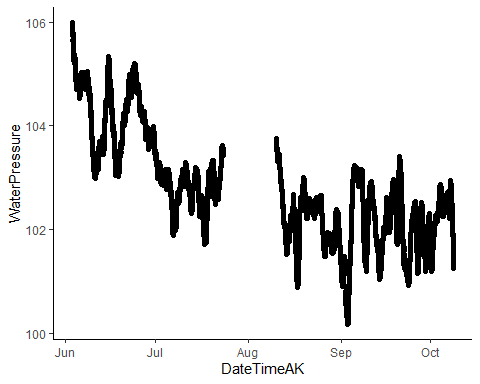 106
104
102
100
WaterPressure
Jun Jul Aug Sep Oct
DateTimeAK